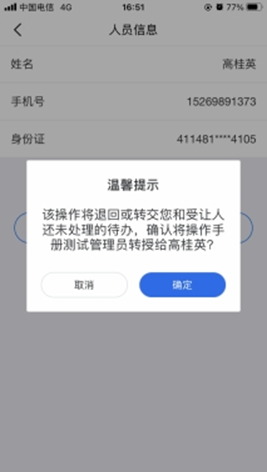 中国电信 4G 16:51 77%
人员信息
姓名 高桂英
手机号 15269891373
身份证 411481****4105
温馨提示
该操作将退回或转交您和受让人
还未处理的待办，确认将操作手
册测试管理员转授给高桂英？
取消 确定